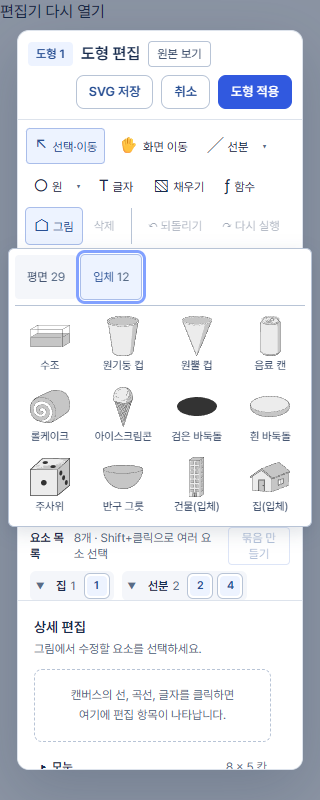 편집기 다시 열기
도형 1 도형 편집 원본 보기
SVG 저장 취소 도형 적용
선택·이동 화면 이동 선분
원 T 글자 채우기 ƒ 함수
그림 삭제 ↶ 되돌리기 ↷ 다시 실행
평면 29 입체 12
수조 원기둥 컵 원뿔 컵 음료 캔
롤케이크 아이스크림콘 검은 바둑돌 흰 바둑돌
주사위 반구 그릇 건물(입체) 집(입체)
요소 목록 8개 · Shift+클릭으로 여러 요소 선택 묶음 만들기
▼ 집 1 1 ▼ 선분 2 2 4
상세 편집
그림에서 수정할 요소를 선택하세요.
캔버스의 선, 곡선, 글자를 클릭하면
여기에 편집 항목이 나타납니다.
▸ 모눈 8 × 5 칸